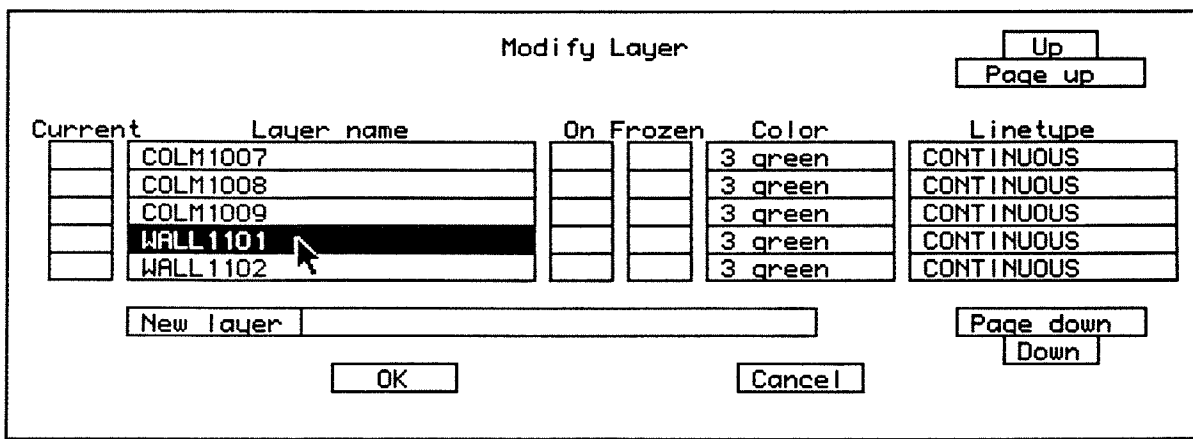 Modify Layer
Up
Page up
Current Layer name On Frozen Color Linetype
COLM1007 3 green CONTINUOUS
COLM1008 3 green CONTINUOUS
COLM1009 3 green CONTINUOUS
WALL1101 3 green CONTINUOUS
WALL1102 3 green CONTINUOUS
New layer
Page down
Down
OK Cancel